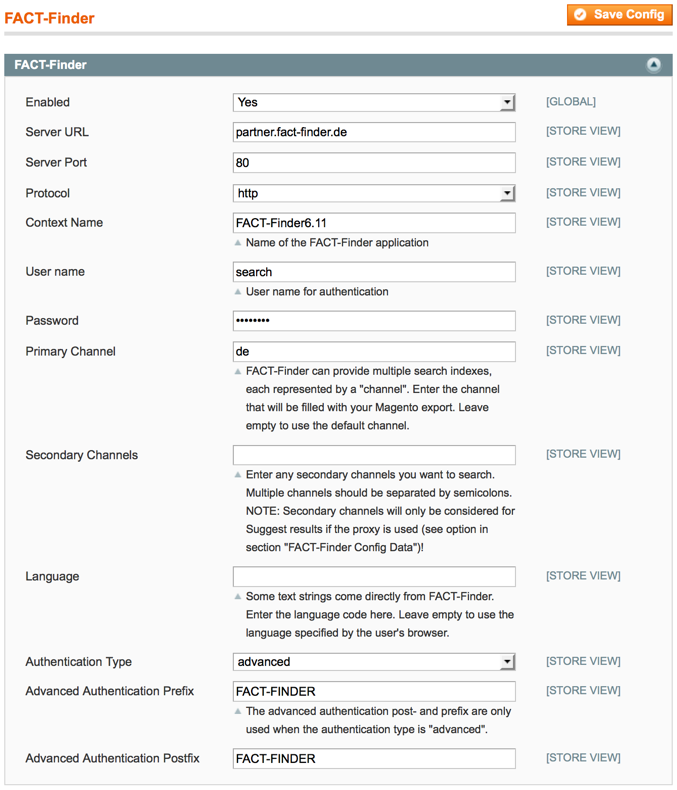 FACT-Finder
Save Config
FACT-Finder
Enabled Yes [GLOBAL]
Server URL partner.fact-finder.de [STORE VIEW]
Server Port 80 [STORE VIEW]
Protocol http [STORE VIEW]
Context Name FACT-Finder6.11 [STORE VIEW]
Name of the FACT-Finder application
User name search [STORE VIEW]
User name for authentication
Password •••••••• [STORE VIEW]
Primary Channel de [STORE VIEW]
FACT-Finder can provide multiple search indexes,
each represented by a "channel". Enter the channel
that will be filled with your Magento export. Leave
empty to use the default channel.
Secondary Channels [STORE VIEW]
Enter any secondary channels you want to search.
Multiple channels should be separated by semicolons.
NOTE: Secondary channels will only be considered for
Suggest results if the proxy is used (see option in
section "FACT-Finder Config Data")!
Language [STORE VIEW]
Some text strings come directly from FACT-Finder.
Enter the language code here. Leave empty to use the
language specified by the user's browser.
Authentication Type advanced [STORE VIEW]
Advanced Authentication Prefix FACT-FINDER [STORE VIEW]
The advanced authentication post- and prefix are only
used when the authentication type is "advanced".
Advanced Authentication Postfix FACT-FINDER [STORE VIEW]